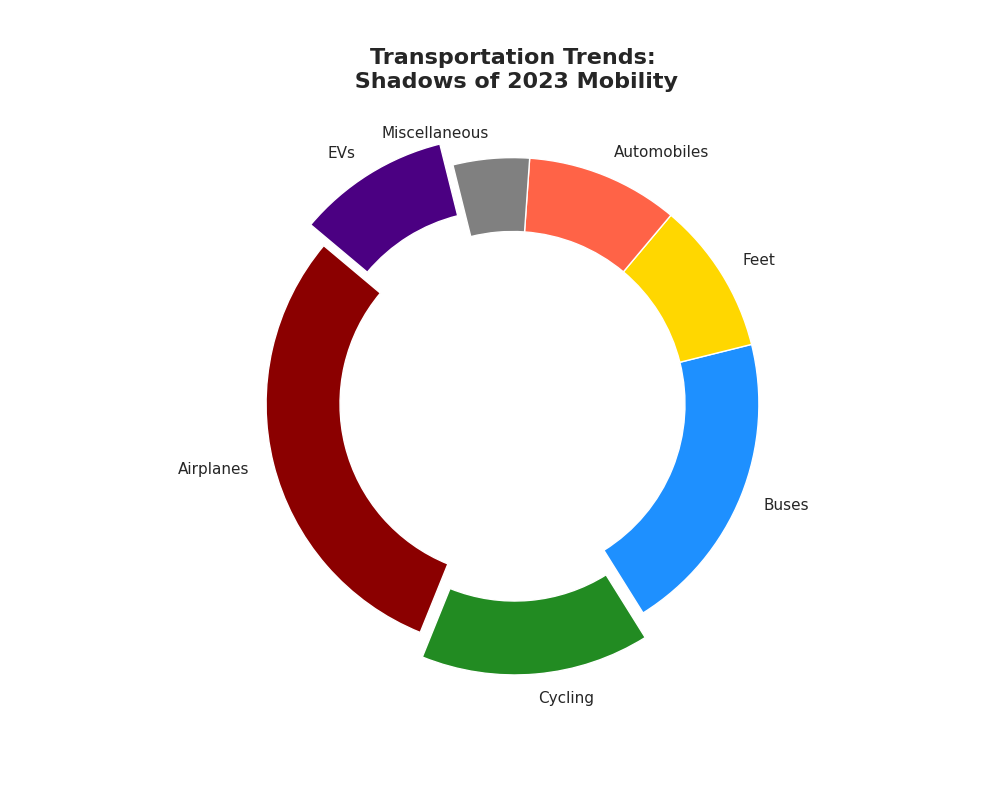 Transportation Trends:
Shadows of 2023 Mobility
Miscellaneous
EVs
Automobiles
Feet
Airplanes
Buses
Cycling